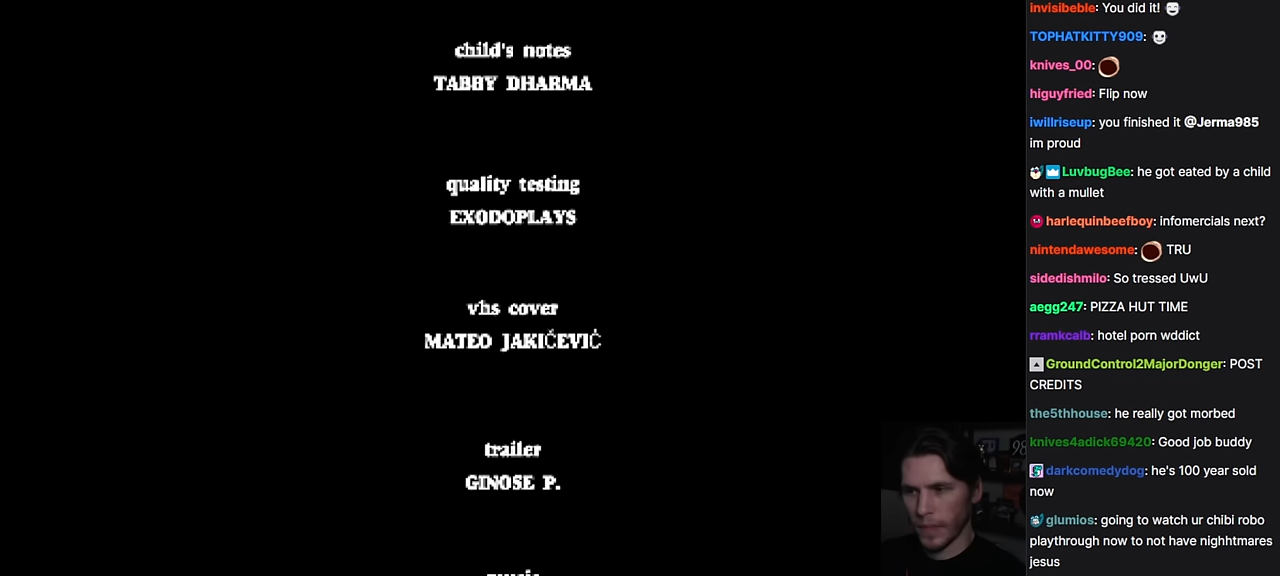 child's notes
TABBY DHARMA
quality testing
EXODOPLAYS
vhs cover
MATEO JAKIČEVIĆ
trailer
GINOSE P.
music
invisibeble: You did it!
TOPHATKITTY909:
knives_00:
higuyfried: Flip now
iwillriseup: you finished it @Jerma985
im proud
LuvbugBee: he got eated by a child
with a mullet
harlequinbeefboy: infomercials next?
nintendawesome: TRU
sidedishmilo: So tressed UwU
aegg247: PIZZA HUT TIME
rramkcalb: hotel porn wddict
GroundControl2MajorDonger: POST
CREDITS
the5thhouse: he really got morbed
knives4adick69420: Good job buddy
darkcomedydog: he's 100 year sold
now
glumios: going to watch ur chibi robo
playthrough now to not have nighhtmares
jesus
98